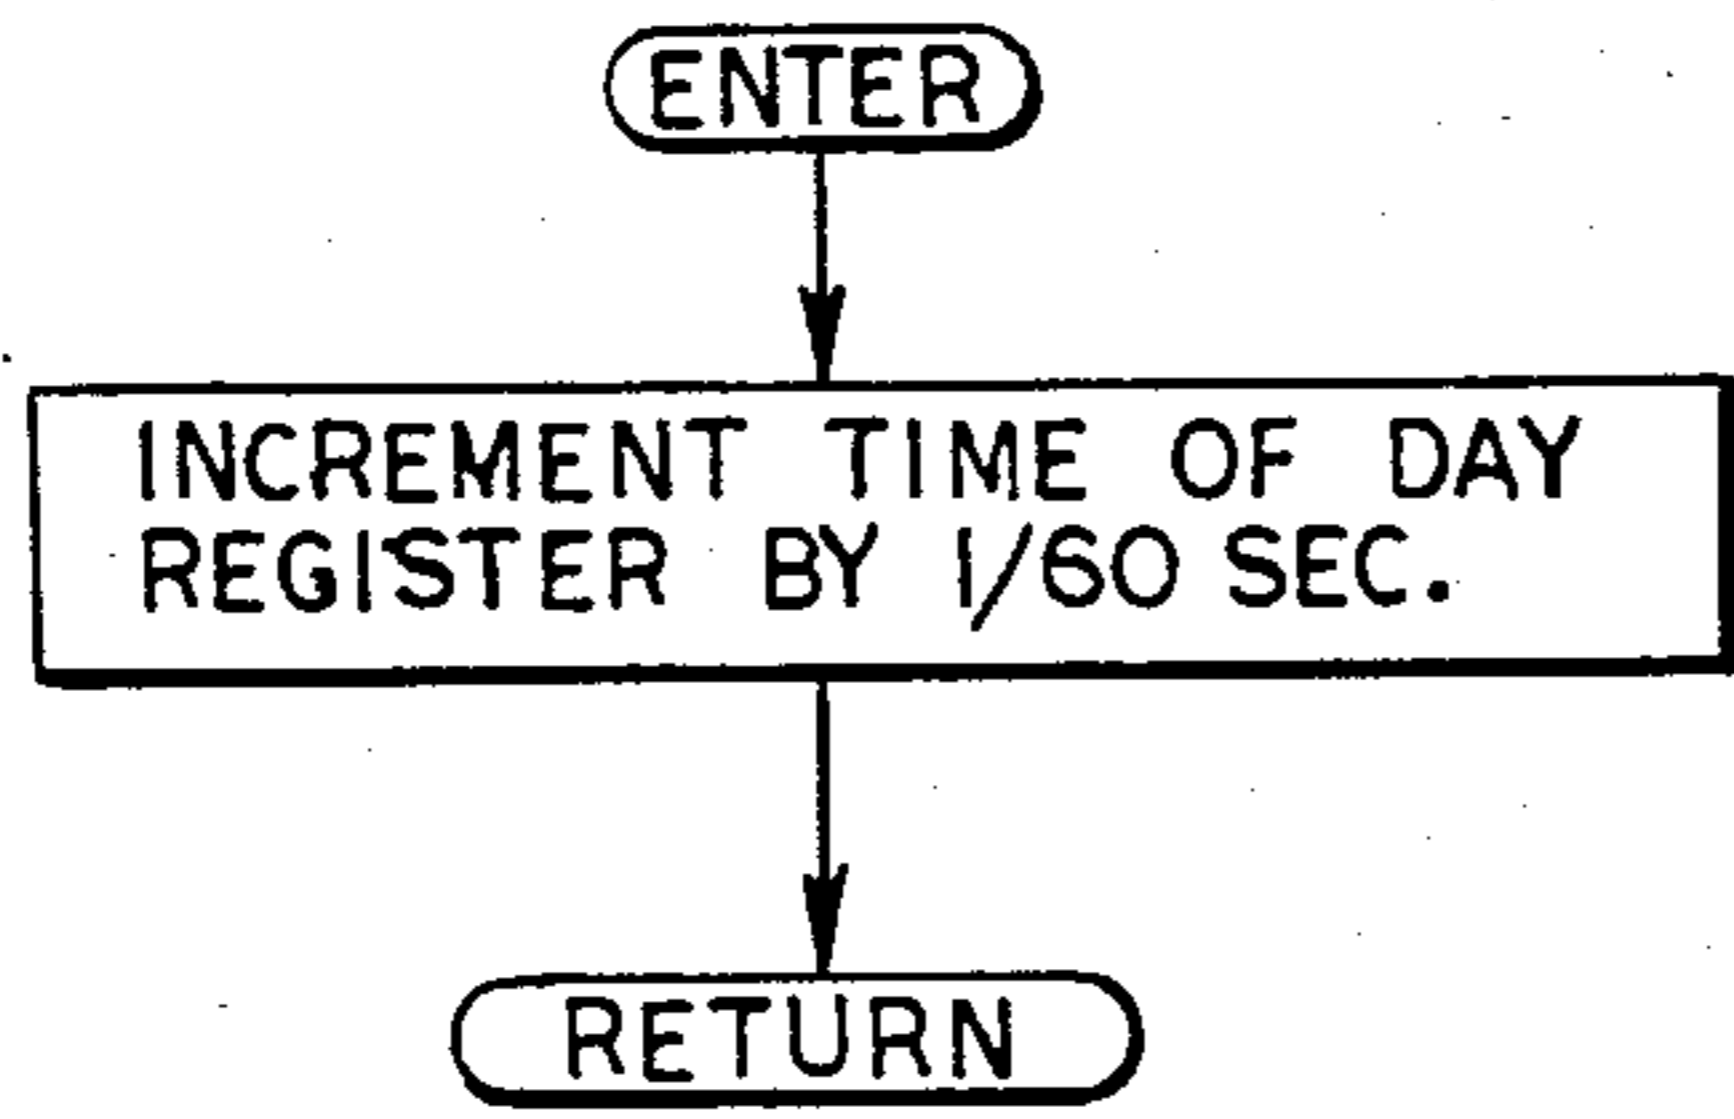 ENTER
INCREMENT TIME OF DAY
REGISTER BY 1/60 SEC.
RETURN